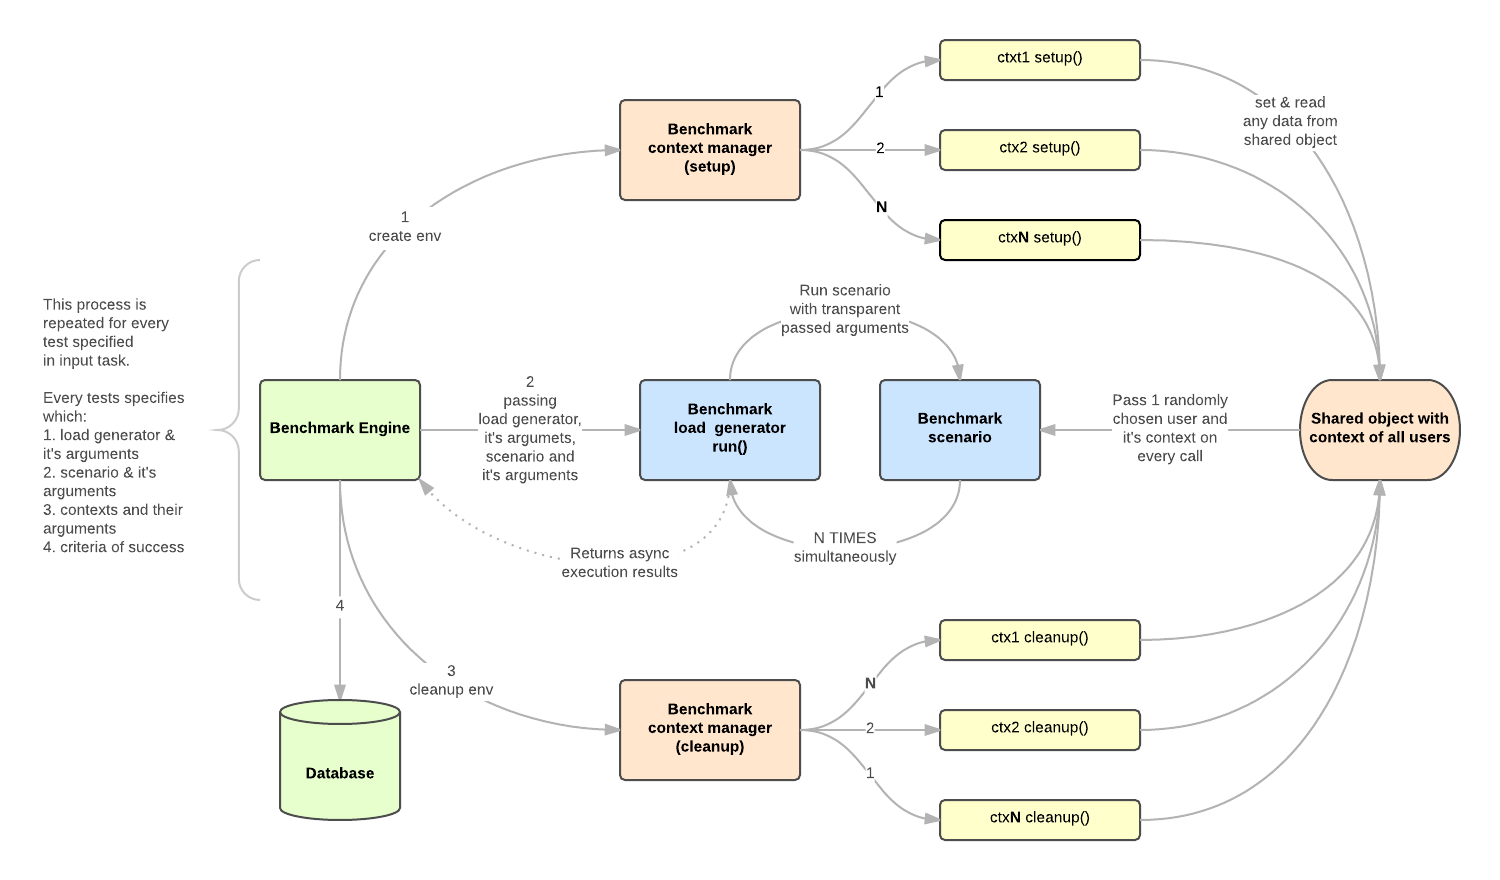 ctxt1 setup()
1
set & read
any data from
shared object
Benchmark
context manager
(setup)
2
ctx2 setup()
N
ctxN setup()
1
create env
This process is
repeated for every
test specified
in input task.
Every tests specifies
which:
1. load generator &
it's arguments
2. scenario & it's
arguments
3. contexts and their
arguments
4. criteria of success
Run scenario
with transparent
passed arguments
Benchmark Engine
2
passing
load generator,
it's argumets,
scenario and
it's arguments
Benchmark
load generator
run()
Benchmark
scenario
Pass 1 randomly
chosen user and
it's context on
every call
Shared object with
context of all users
Returns async
execution results
N TIMES
simultaneously
4
3
cleanup env
Database
Benchmark
context manager
(cleanup)
N
ctx1 cleanup()
2
ctx2 cleanup()
1
ctxN cleanup()